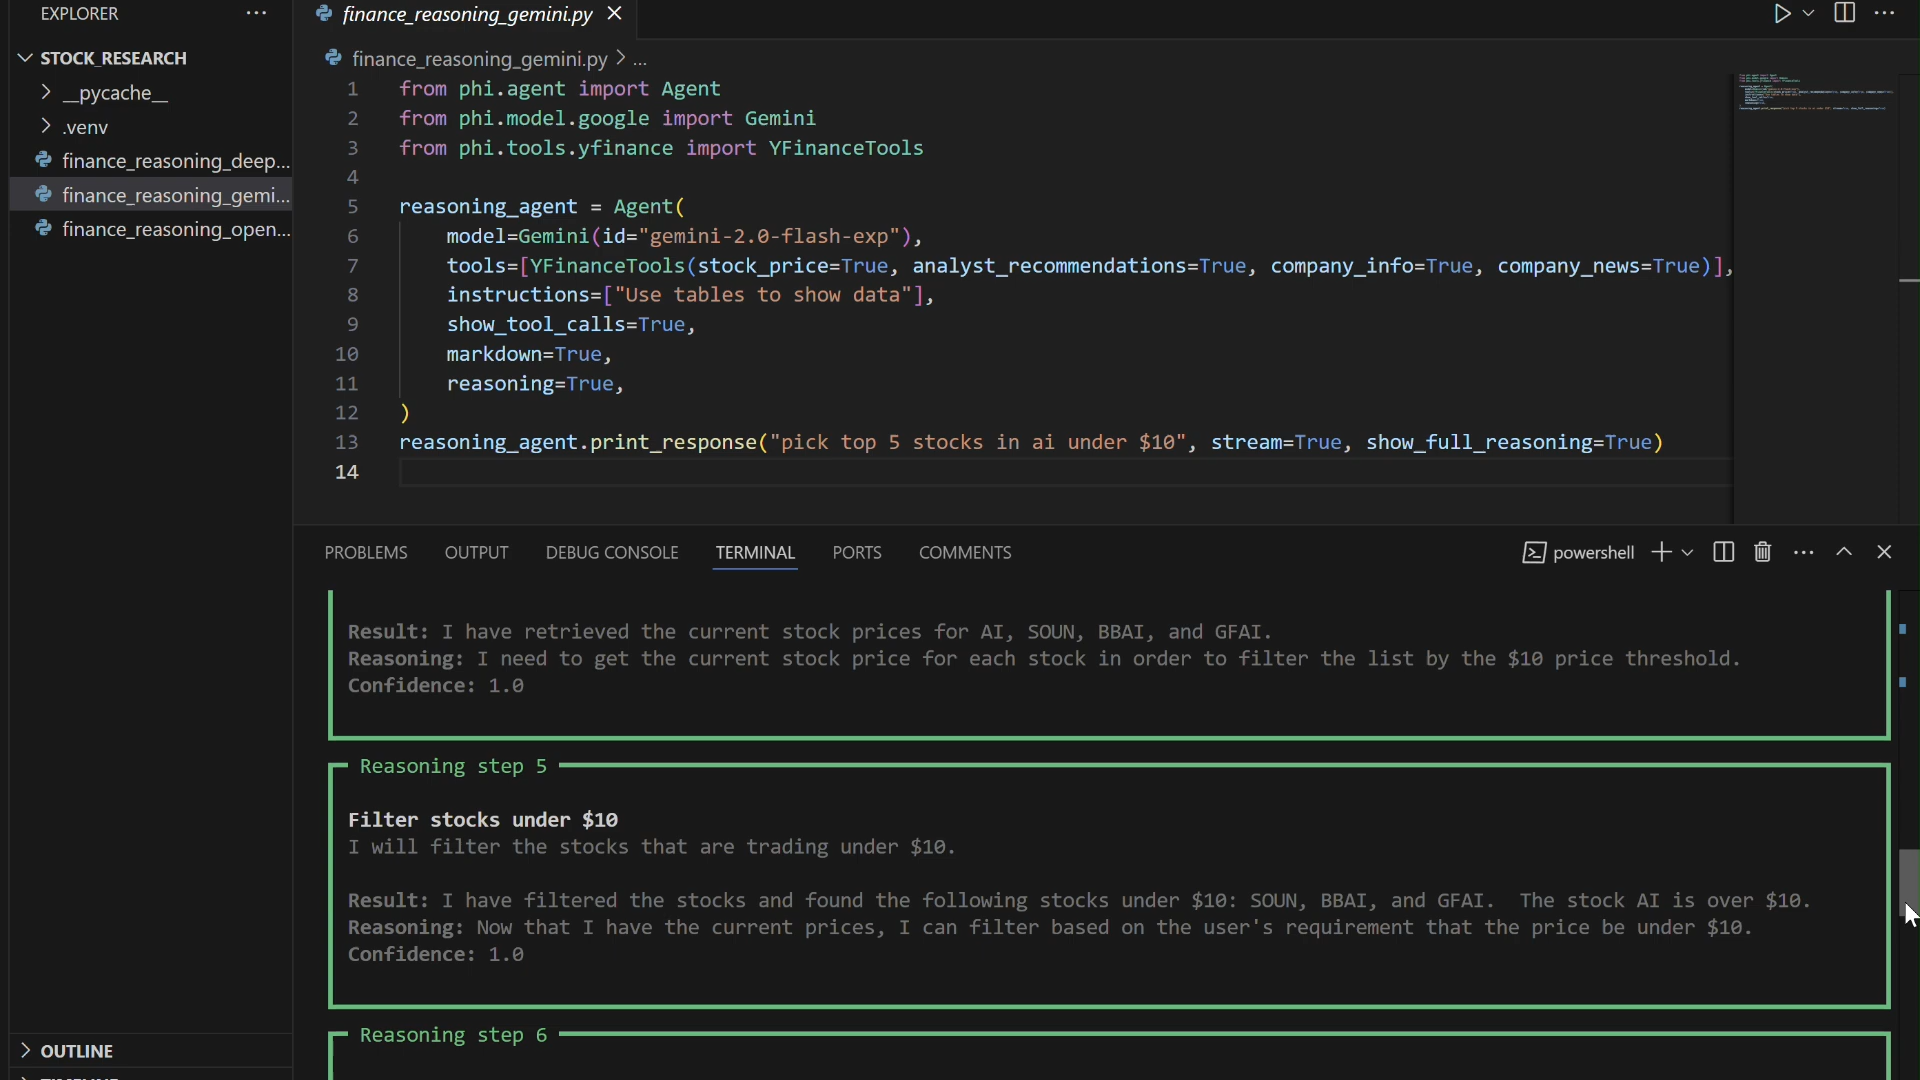 EXPLORER
finance_reasoning_gemini.py
STOCK_RESEARCH
__pycache__
.venv
finance_reasoning_deep...
finance_reasoning_gemi...
finance_reasoning_open...
OUTLINE
finance_reasoning_gemini.py > ...
1 from phi.agent import Agent
2 from phi.model.google import Gemini
3 from phi.tools.yfinance import YFinanceTools
4
5 reasoning_agent = Agent(
6 model=Gemini(id="gemini-2.0-flash-exp"),
7 tools=[YFinanceTools(stock_price=True, analyst_recommendations=True, company_info=True, company_news=True)],
8 instructions=["Use tables to show data"],
9 show_tool_calls=True,
10 markdown=True,
11 reasoning=True,
12 )
13 reasoning_agent.print_response("pick top 5 stocks in ai under $10", stream=True, show_full_reasoning=True)
14
PROBLEMS OUTPUT DEBUG CONSOLE TERMINAL PORTS COMMENTS powershell
Result: I have retrieved the current stock prices for AI, SOUN, BBAI, and GFAI.
Reasoning: I need to get the current stock price for each stock in order to filter the list by the $10 price threshold.
Confidence: 1.0
Reasoning step 5
Filter stocks under $10
I will filter the stocks that are trading under $10.
Result: I have filtered the stocks and found the following stocks under $10: SOUN, BBAI, and GFAI. The stock AI is over $10.
Reasoning: Now that I have the current prices, I can filter based on the user's requirement that the price be under $10.
Confidence: 1.0
Reasoning step 6